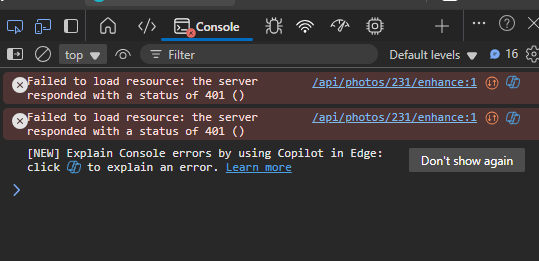 Console
top
Filter
Default levels
16
Failed to load resource: the server
/api/photos/231/enhance:1
responded with a status of 401 ()
Failed to load resource: the server
/api/photos/231/enhance:1
responded with a status of 401 ()
[NEW] Explain Console errors by using Copilot in Edge:
click to explain an error. Learn more
Don't show again